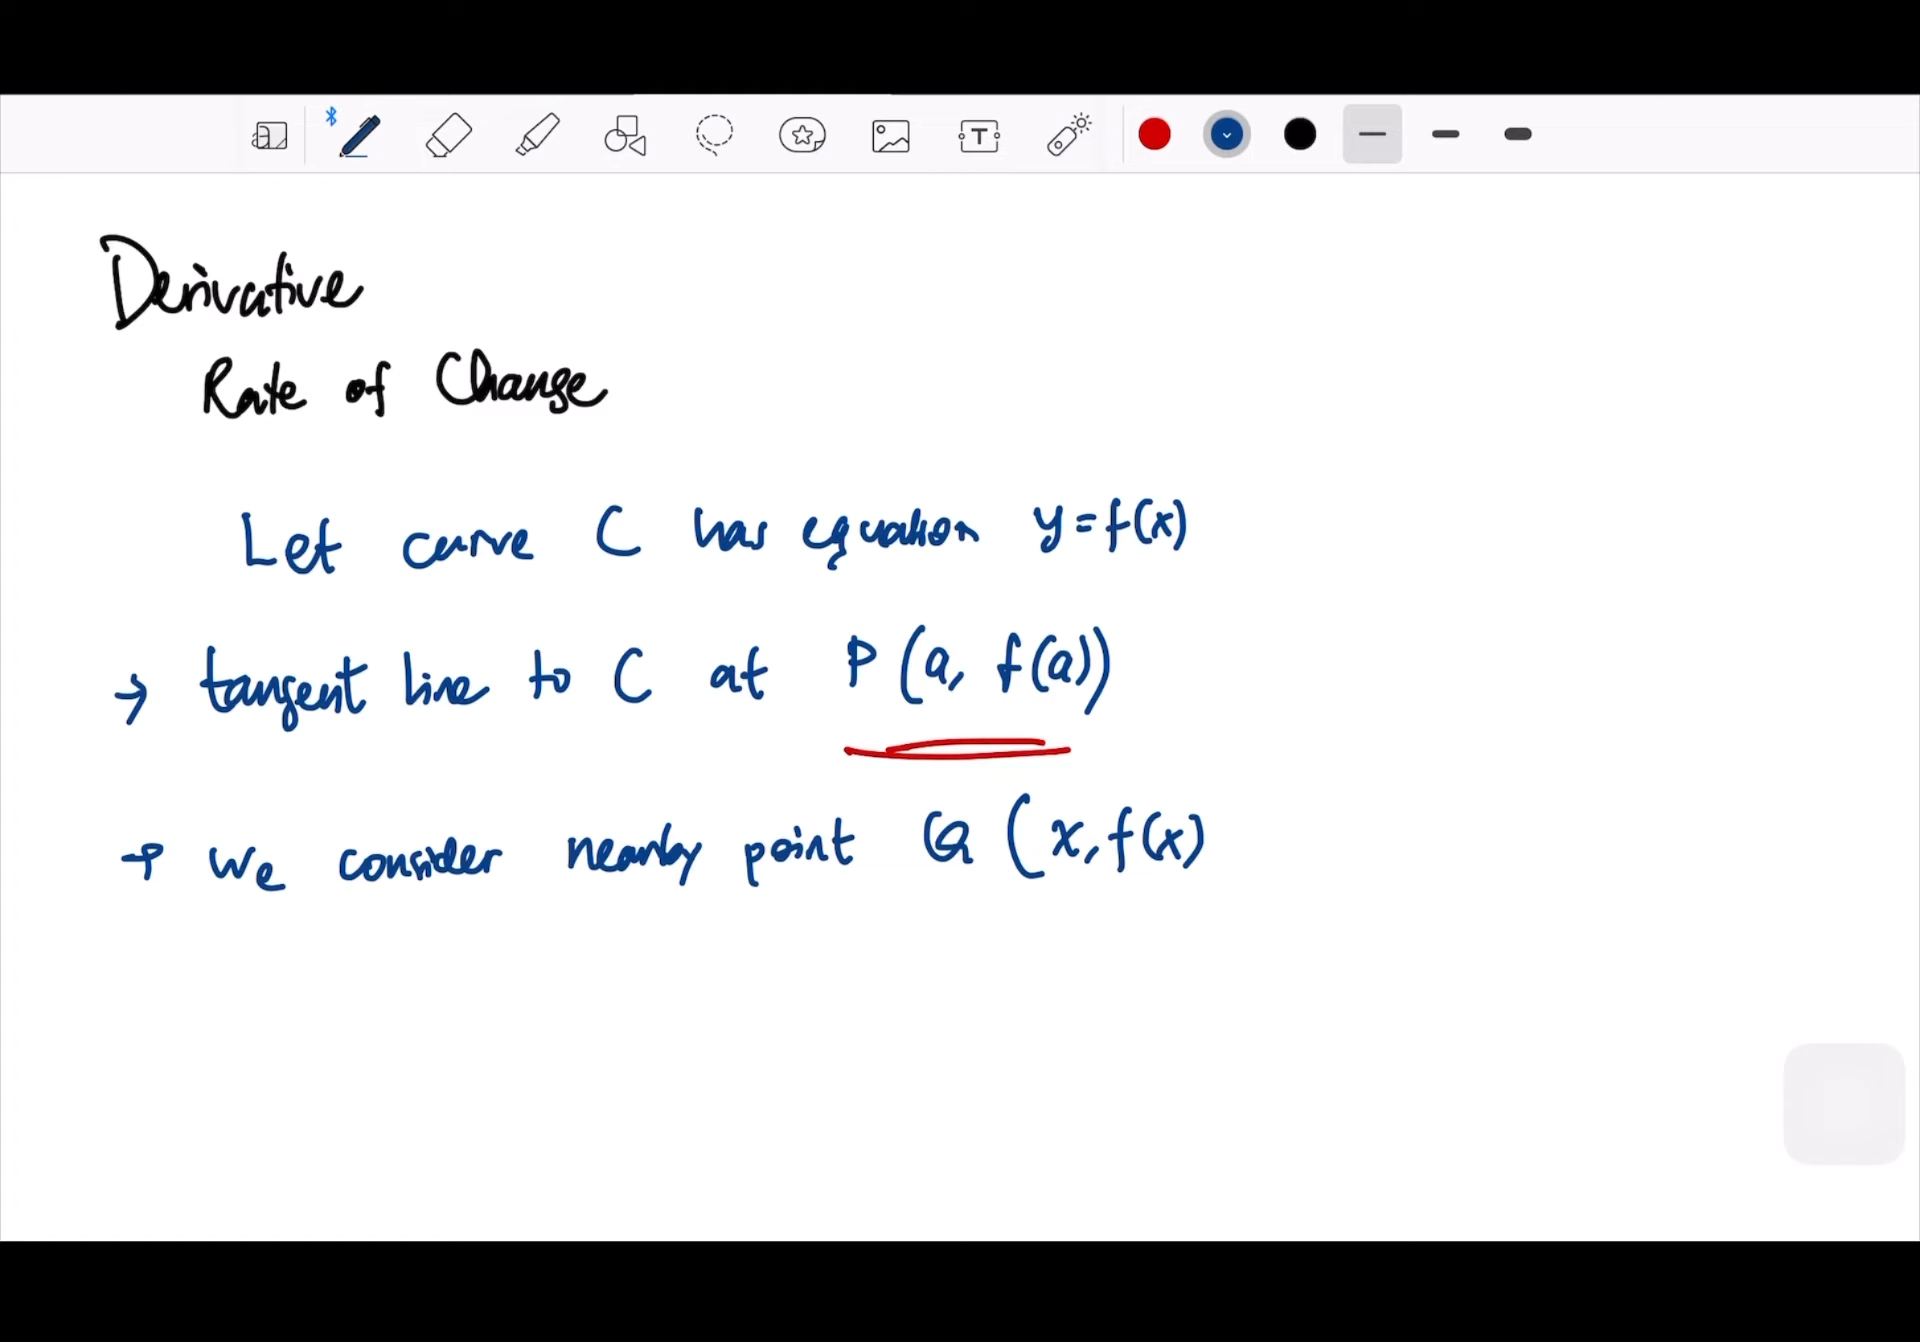 Derivative
Rate of Change
Let curve C has equation y=f(x)
→ tangent line to C at P(a, f(a))
→ we consider nearby point Q (x, f(x)